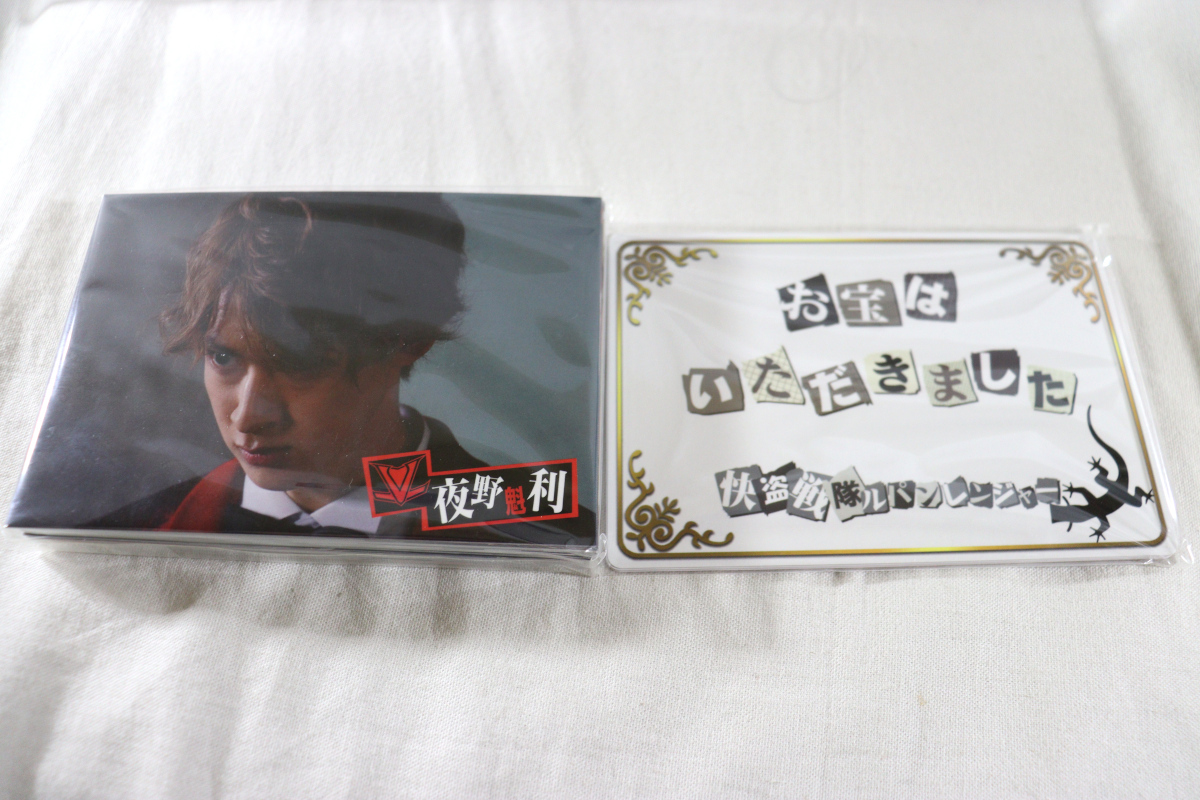 夜野魁利
お宝は
いただきました
快盗戦隊ルパンレンジャー